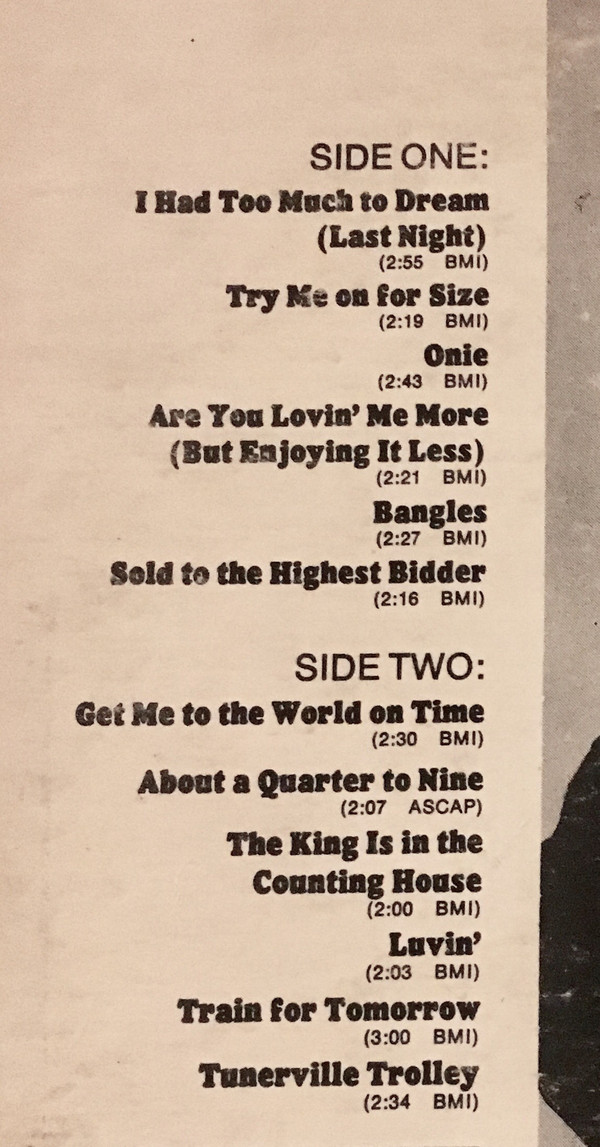 SIDE ONE:
I Had Too Much to Dream
(Last Night)
(2:55 BMI)
Try Me on for Size
(2:19 BMI)
Onie
(2:43 BMI)
Are You Lovin' Me More
(But Enjoying It Less)
(2:21 BMI)
Bangles
(2:27 BMI)
Sold to the Highest Bidder
(2:16 BMI)
SIDE TWO:
Get Me to the World on Time
(2:30 BMI)
About a Quarter to Nine
(2:07 ASCAP)
The King Is in the
Counting House
(2:00 BMI)
Luvin'
(2:03 BMI)
Train for Tomorrow
(3:00 BMI)
Tunerville Trolley
(2:34 BMI)